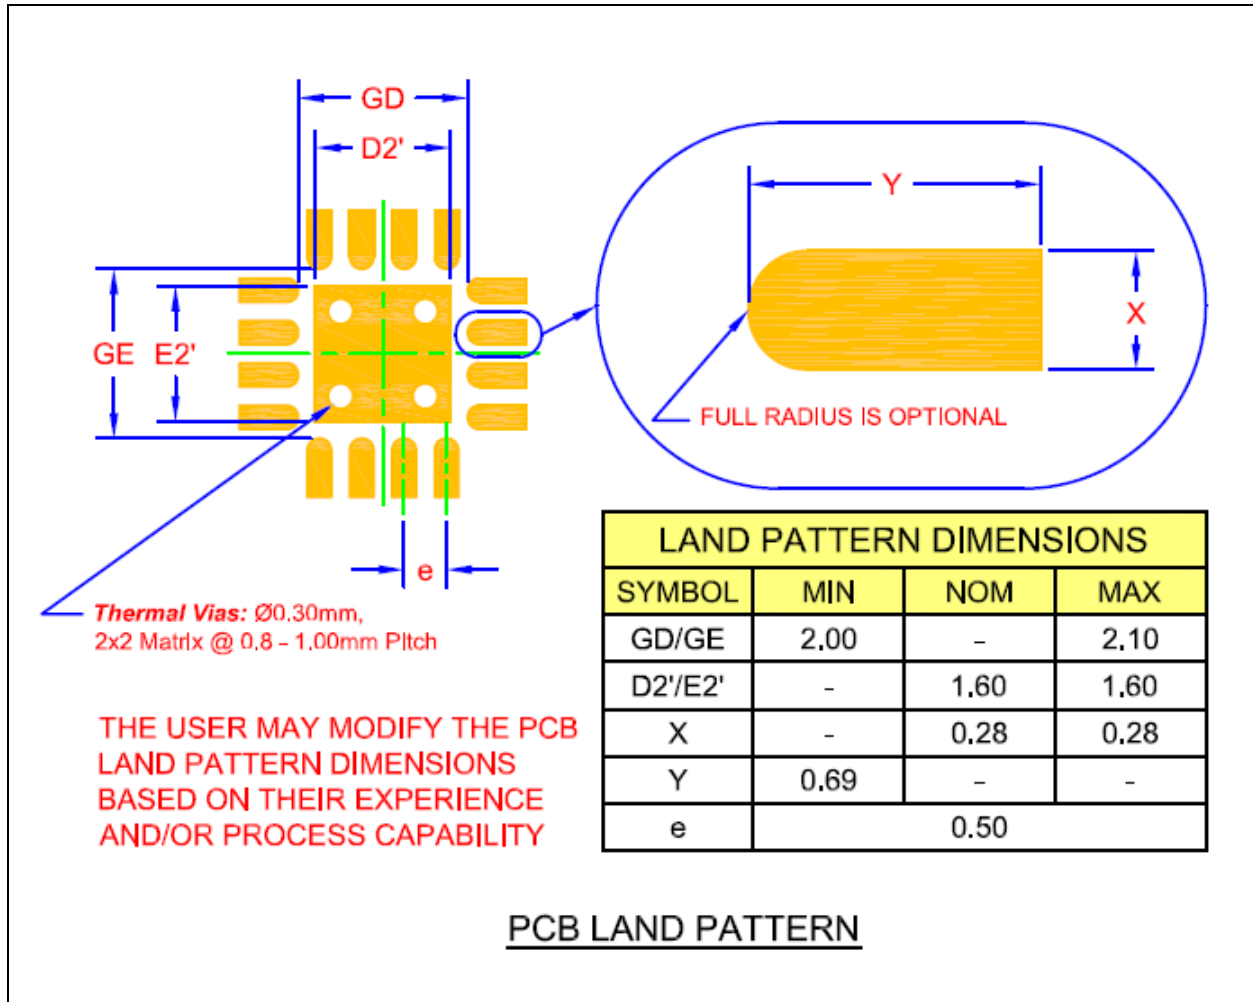 GD
D2'
Y
GE E2'
X
FULL RADIUS IS OPTIONAL
e
Thermal Vias: Ø0.30mm,
2x2 Matrix @ 0.8 - 1.00mm Pitch
THE USER MAY MODIFY THE PCB
LAND PATTERN DIMENSIONS
BASED ON THEIR EXPERIENCE
AND/OR PROCESS CAPABILITY
LAND PATTERN DIMENSIONS
SYMBOL MIN NOM MAX
GD/GE 2.00 - 2.10
D2'/E2' - 1.60 1.60
X - 0.28 0.28
Y 0.69 - -
e 0.50
PCB LAND PATTERN